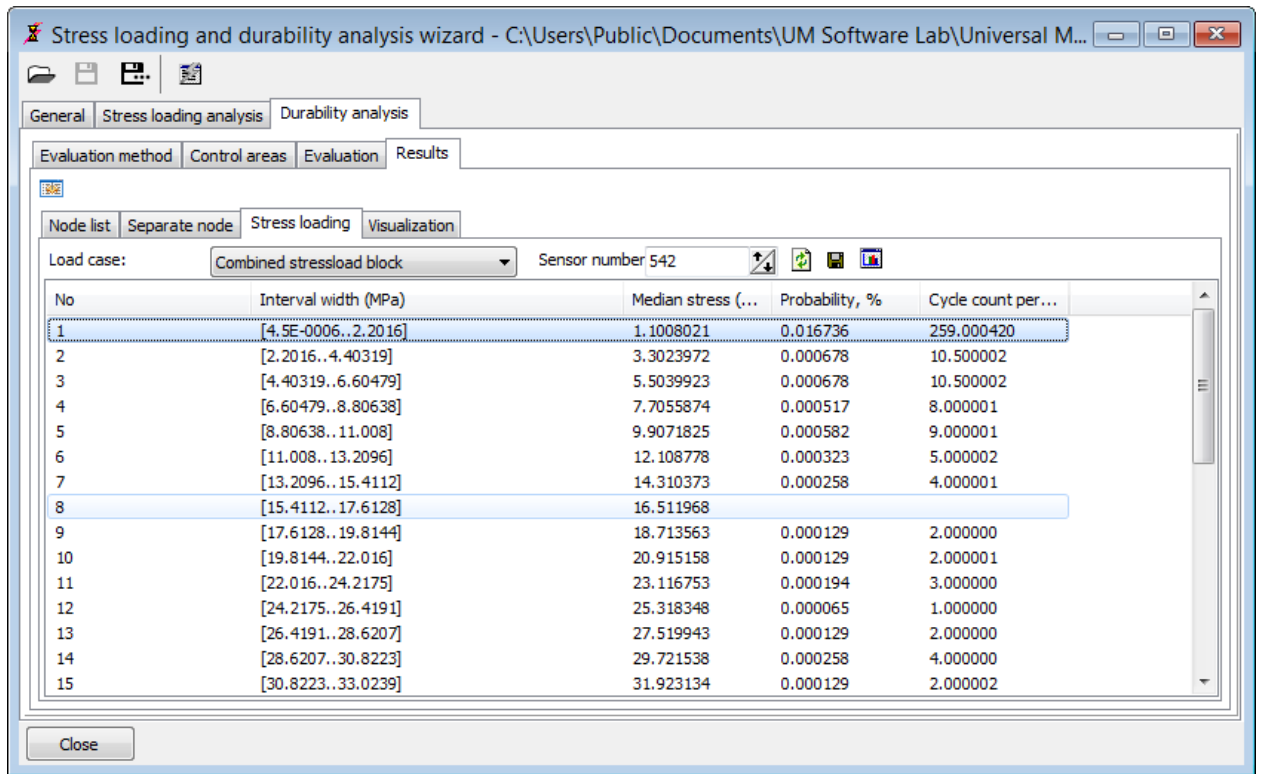 Stress loading and durability analysis wizard - C:\Users\Public\Documents\UM Software Lab\Universal M...
General Stress loading analysis Durability analysis
Evaluation method Control areas Evaluation Results
Node list Separate node Stress loading Visualization
Load case: Combined stressload block Sensor number 542
No Interval width (MPa) Median stress (... Probability, % Cycle count per...
1 [4.5E-0006..2.2016] 1.1008021 0.016736 259.000420
2 [2.2016..4.40319] 3.3023972 0.000678 10.500002
3 [4.40319..6.60479] 5.5039923 0.000678 10.500002
4 [6.60479..8.80638] 7.7055874 0.000517 8.000001
5 [8.80638..11.008] 9.9071825 0.000582 9.000001
6 [11.008..13.2096] 12.108778 0.000323 5.000002
7 [13.2096..15.4112] 14.310373 0.000258 4.000001
8 [15.4112..17.6128] 16.511968
9 [17.6128..19.8144] 18.713563 0.000129 2.000000
10 [19.8144..22.016] 20.915158 0.000129 2.000001
11 [22.016..24.2175] 23.116753 0.000194 3.000000
12 [24.2175..26.4191] 25.318348 0.000065 1.000000
13 [26.4191..28.6207] 27.519943 0.000129 2.000000
14 [28.6207..30.8223] 29.721538 0.000258 4.000000
15 [30.8223..33.0239] 31.923134 0.000129 2.000002
Close